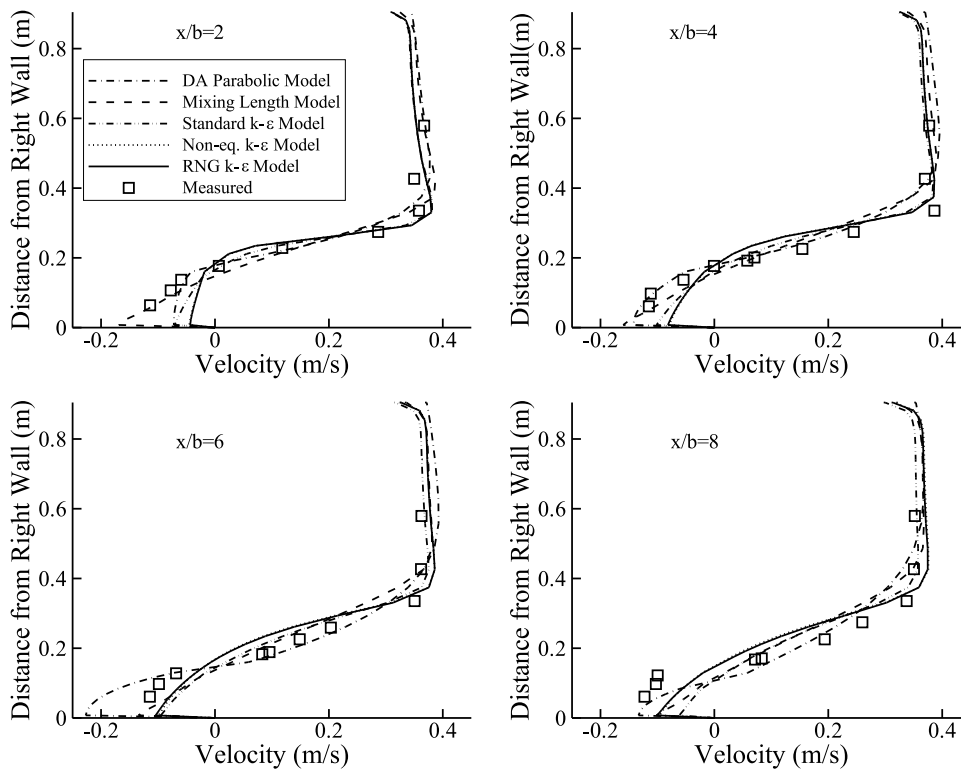 x/b=2
DA Parabolic Model
Mixing Length Model
Standard k-ε Model
Non-eq. k-ε Model
RNG k-ε Model
Measured
Distance from Right Wall (m)
0.8
0.6
0.4
0.2
0
-0.2 0 0.2 0.4
Velocity (m/s)
x/b=4
Distance from Right Wall(m)
0.8
0.6
0.4
0.2
0
-0.2 0 0.2 0.4
Velocity (m/s)
x/b=6
Distance from Right Wall (m)
0.8
0.6
0.4
0.2
0
-0.2 0 0.2 0.4
Velocity (m/s)
x/b=8
Distance from Right Wall (m)
0.8
0.6
0.4
0.2
0
-0.2 0 0.2 0.4
Velocity (m/s)